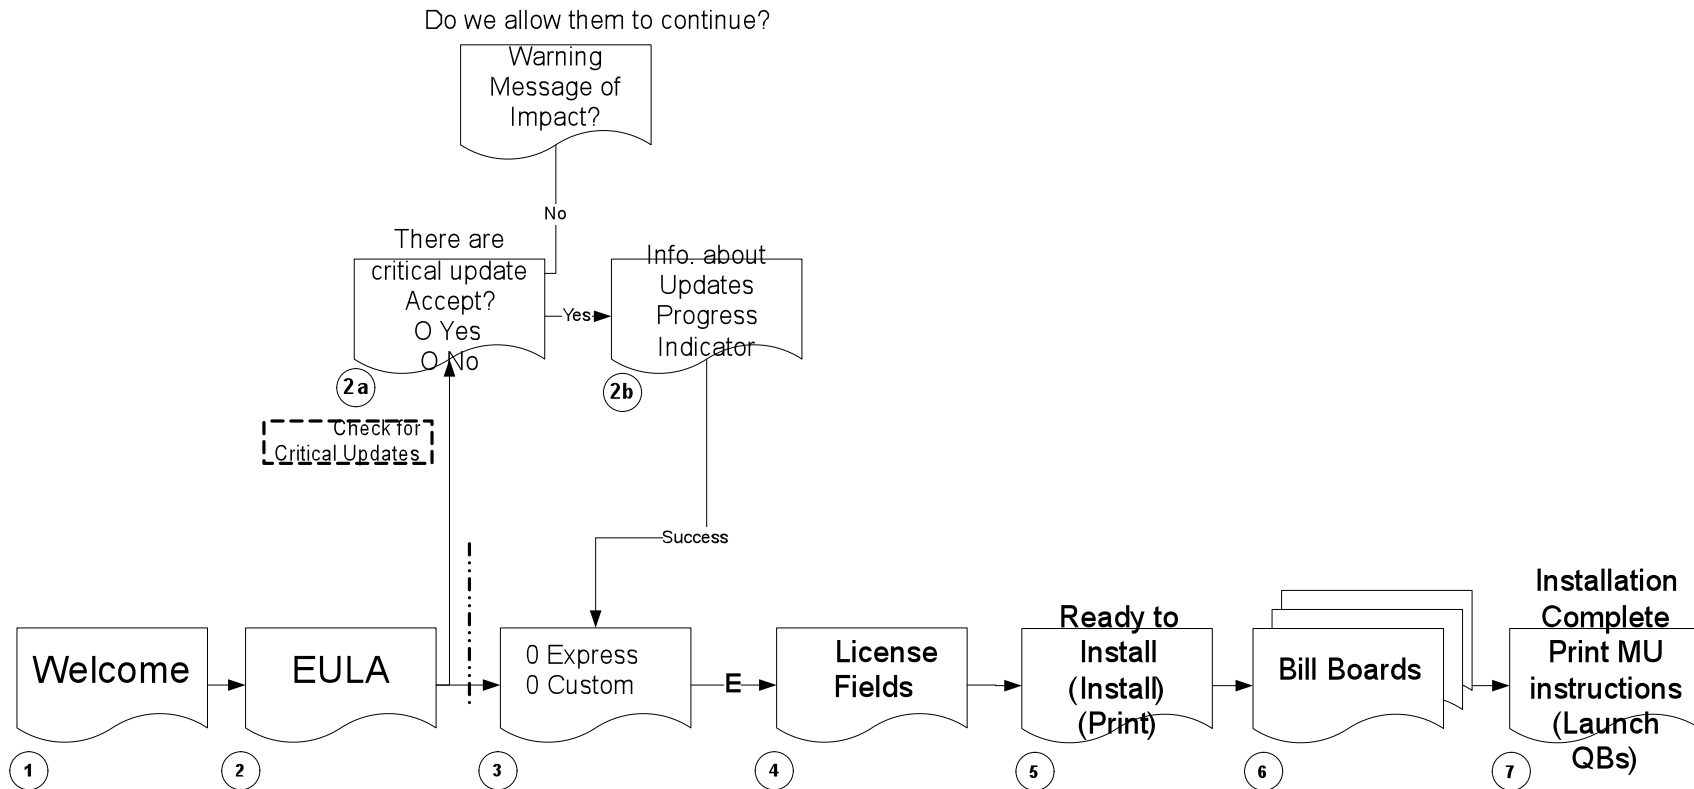 Do we allow them to continue?
Warning
Message of
Impact?
No
There are
critical update
Accept?
O Yes
O No
Yes
Info. about
Updates
Progress
Indicator
2a
2b
Check for
Critical Updates
Success
Welcome
EULA
0 Express
0 Custom
E
License
Fields
Ready to
Install
(Install)
(Print)
Bill Boards
Installation
Complete
Print MU
instructions
(Launch
QBs)
1
2
3
4
5
6
7